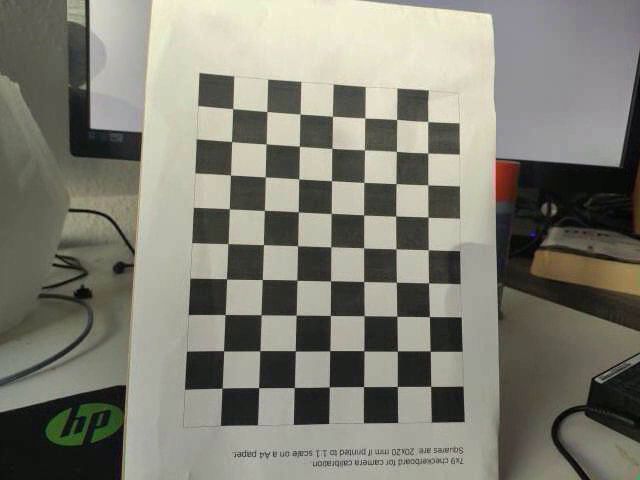 7x9 checkerboard for camera calibration
Squares are 20x20 mm if printed to 1:1 scale on a A4 paper.
hp